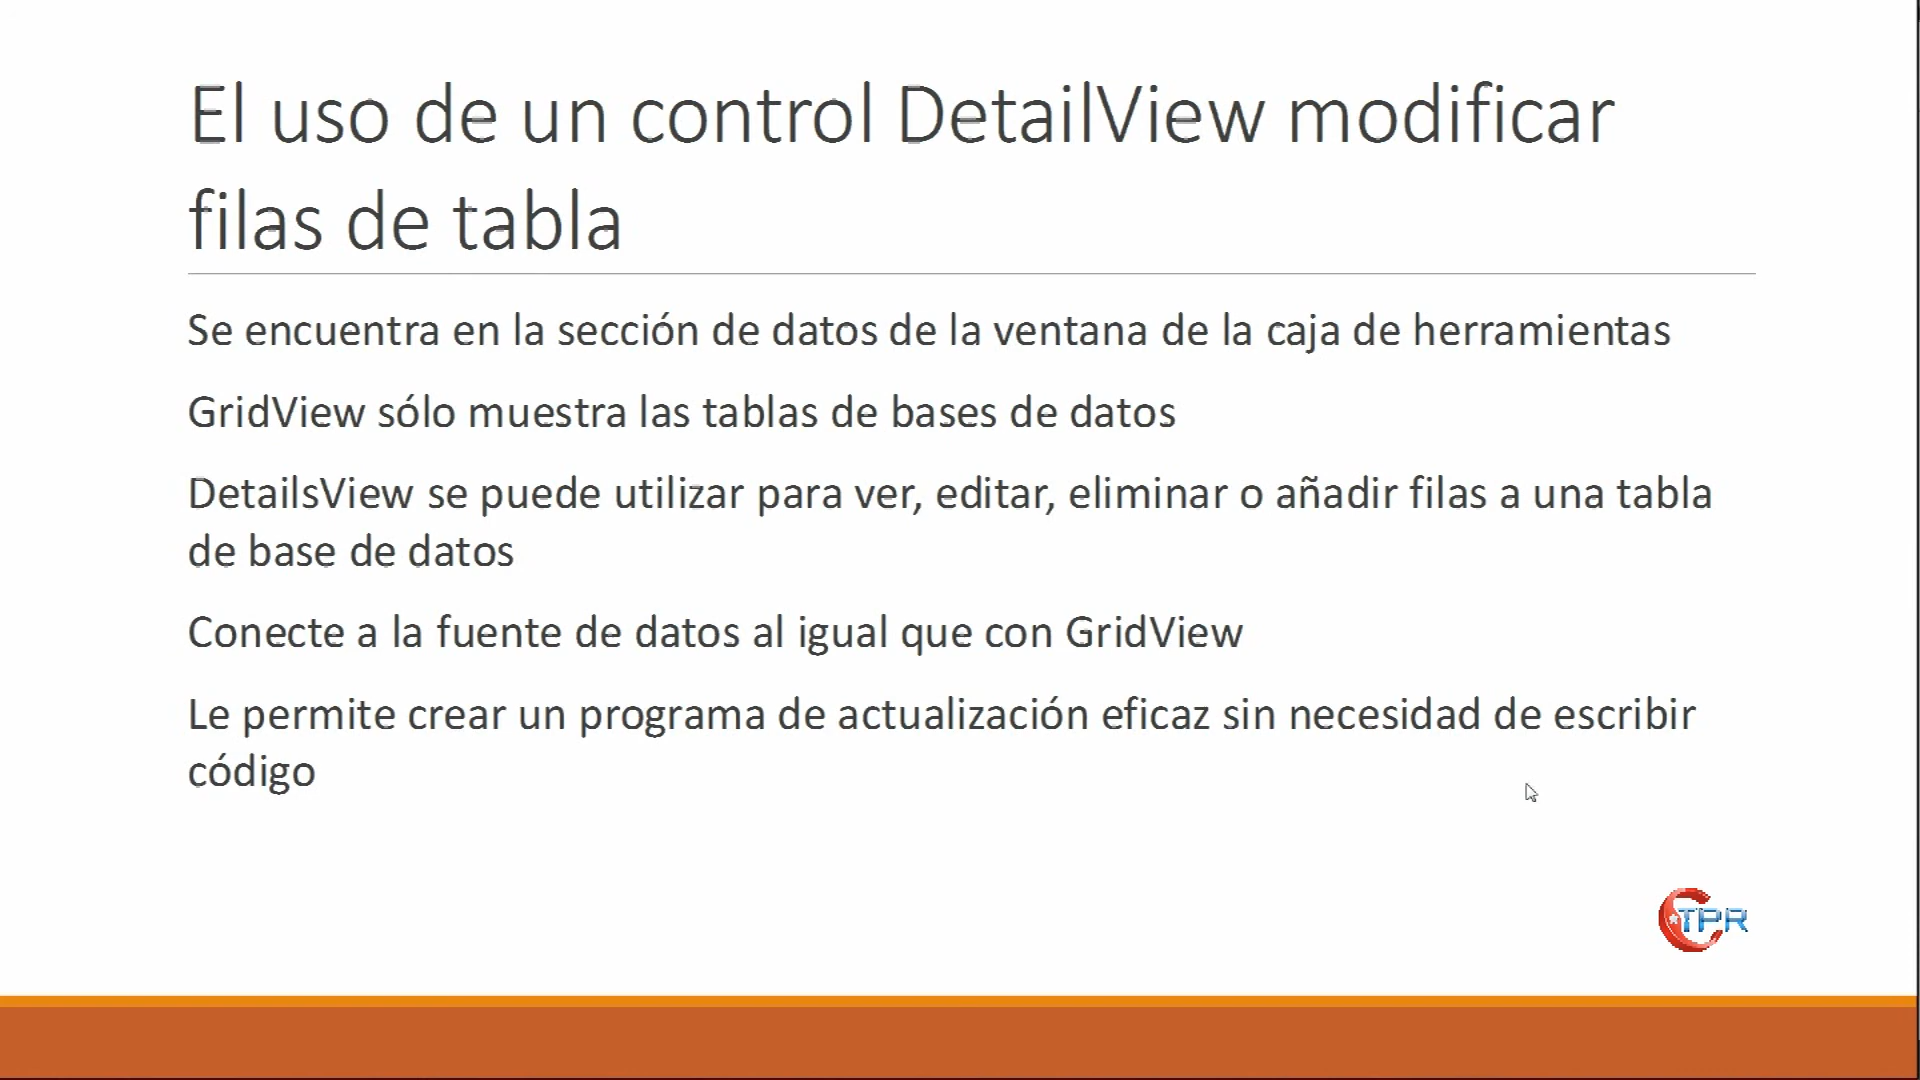 El uso de un control DetailView modificar
filas de tabla
Se encuentra en la sección de datos de la ventana de la caja de herramientas
GridView sólo muestra las tablas de bases de datos
DetailsView se puede utilizar para ver, editar, eliminar o añadir filas a una tabla
de base de datos
Conecte a la fuente de datos al igual que con GridView
Le permite crear un programa de actualización eficaz sin necesidad de escribir
código
CTPR